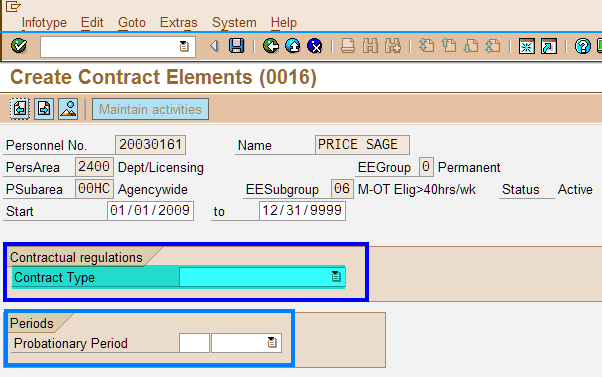 Infotype Edit Goto Extras System Help
Create Contract Elements (0016)
Maintain activities
Personnel No. 20030161 Name PRICE SAGE
PersArea 2400 Dept/Licensing EEGroup 0 Permanent
PSubarea 00HC Agencywide EESubgroup 06 M-OT Elig>40hrs/wk Status Active
Start 01/01/2009 to 12/31/9999
Contractual regulations
Contract Type
Periods
Probationary Period